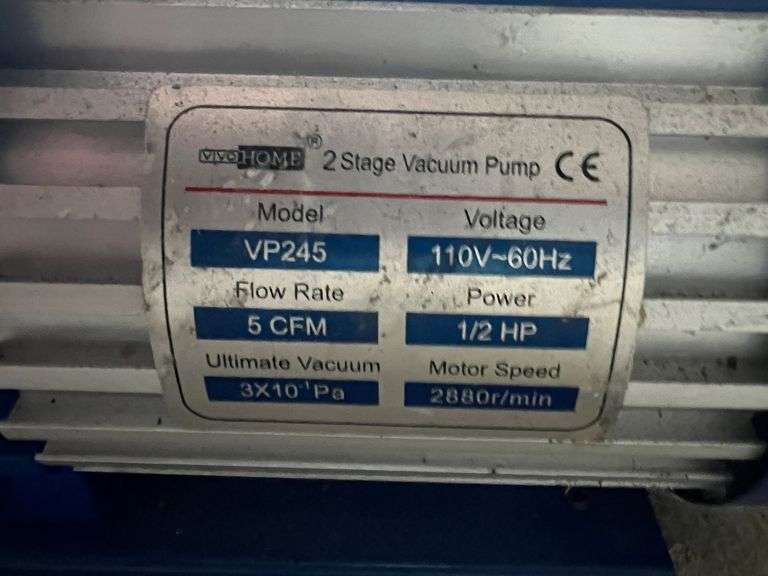 VIVOHOME® 2 Stage Vacuum Pump CE
Model Voltage
VP245 110V~60Hz
Flow Rate Power
5 CFM 1/2 HP
Ultimate Vacuum Motor Speed
3X10⁻¹Pa 2880r/min